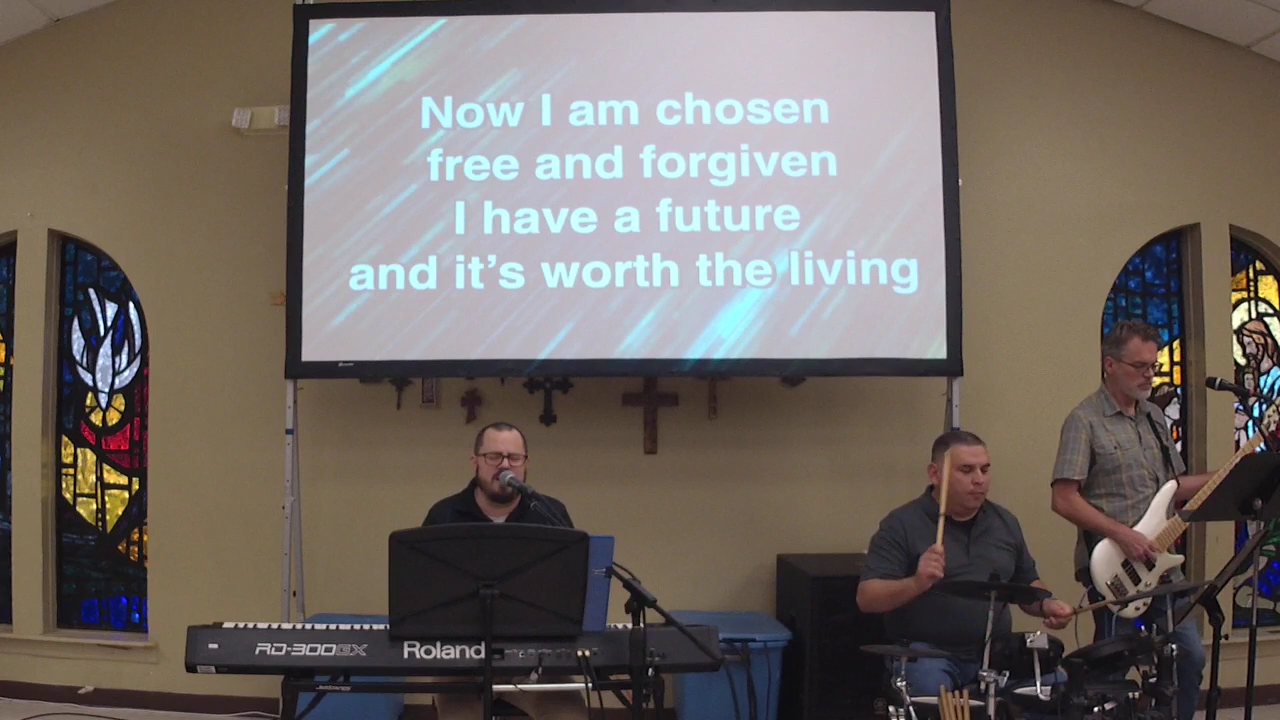 Now I am chosen
free and forgiven
I have a future
and it's worth the living
RD-300GX
Roland